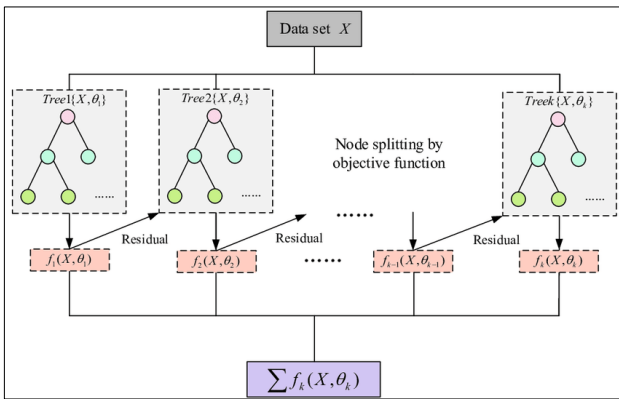 Data set X
Tree1{X,θ₁}
Tree2{X,θ₂}
Treek{X,θₖ}
Node splitting by
objective function
......
......
......
......
Residual
Residual
Residual
f₁(X,θ₁)
f₂(X,θ₂)
......
fₖ₋₁(X,θₖ₋₁)
fₖ(X,θₖ)
∑ fₖ(X,θₖ)